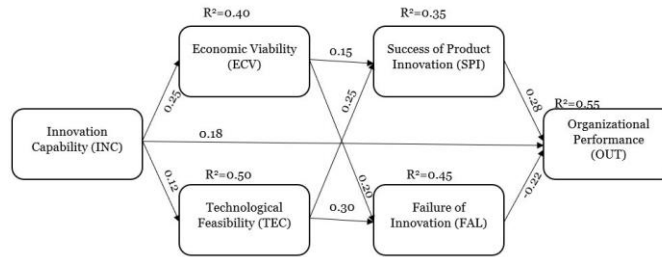 R²=0.40
R²=0.35
Economic Viability
(ECV)
0.15
Success of Product
Innovation (SPI)
0.25
0.25
0.28
R²=0.55
Innovation
Capability (INC)
0.18
Organizational
Performance
(OUT)
0.12
R²=0.50
0.20
R²=0.45
-0.22
Technological
Feasibility (TEC)
0.30
Failure of
Innovation (FAL)